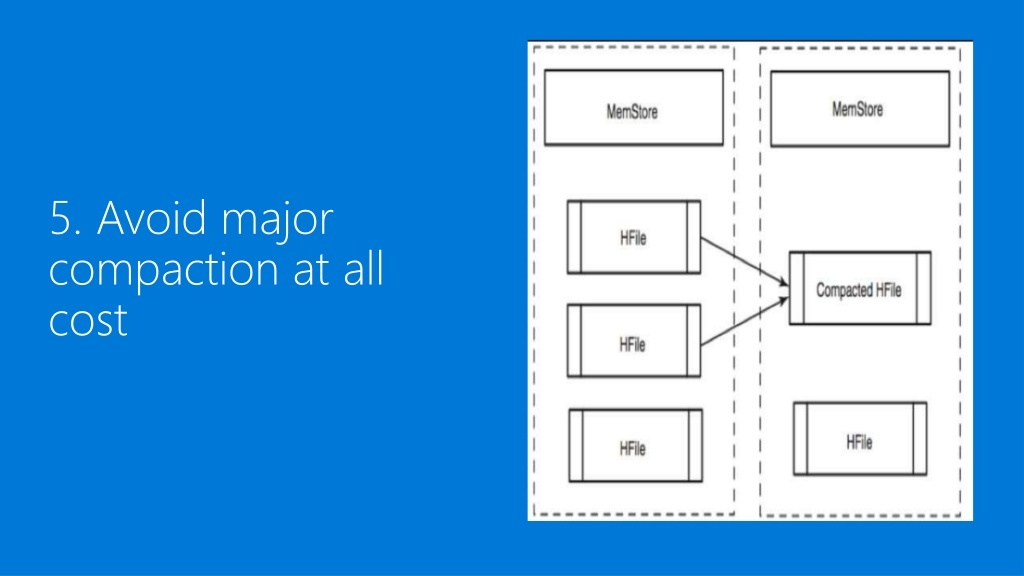 5. Avoid major
compaction at all
cost
MemStore
HFile
HFile
HFile
MemStore
Compacted HFile
HFile